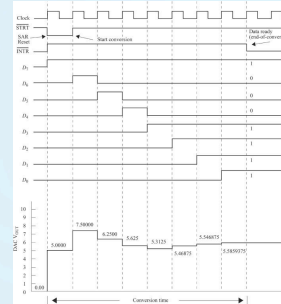 Clock
STRT
SAR
Reset
Start conversion
Data ready
(end-of-conver
INTR
D7 1
D6 0
D5 0
D4 0
D3 1
D2 1
D1 1
D0 1
DAC VOUT
10
9
8
7
6
5
4
3
2
1
0
0.00
5.0000
7.50000
6.2500
5.625
5.3125
5.46875
5.546875
5.5859375
Conversion time